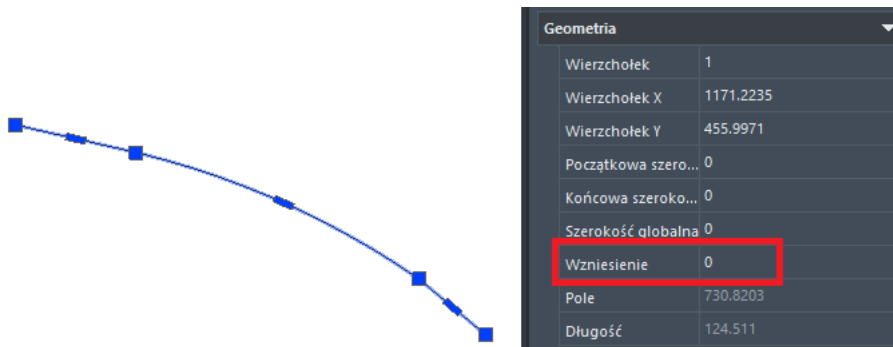 Geometria
Wierzchołek 1
Wierzchołek X 1171.2235
Wierzchołek Y 455.9971
Początkowa szero... 0
Końcowa szeroko... 0
Szerokość globalna 0
Wzniesienie 0
Pole 730.8203
Długość 124.511